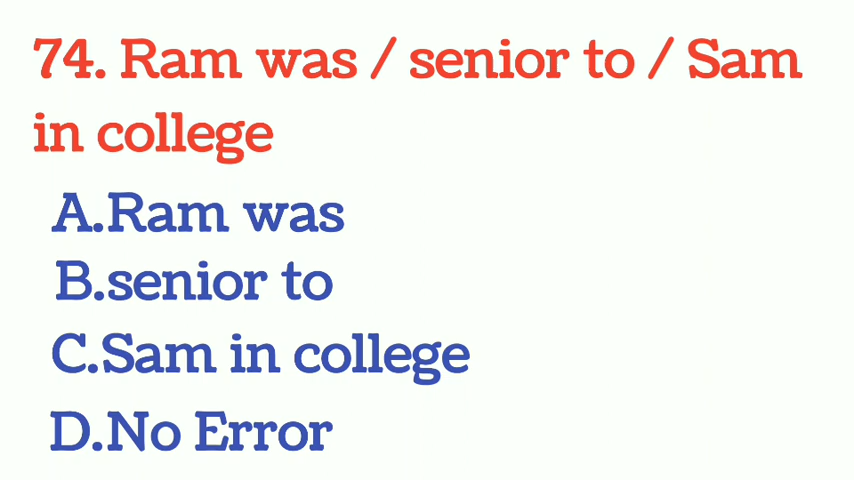 74. Ram was / senior to / Sam
in college
A.Ram was
B.senior to
C.Sam in college
D.No Error